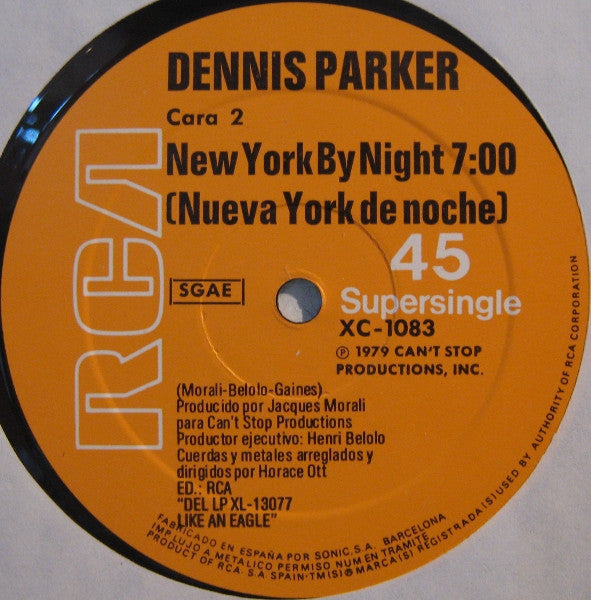 DENNIS PARKER
Cara 2
New York By Night 7:00
(Nueva York de noche)
RCA
SGAE
45
Supersingle
XC-1083
℗ 1979 CAN'T STOP
PRODUCTIONS, INC.
(Morali-Belolo-Gaines)
Producido por Jacques Morali
para Can't Stop Productions
Productor ejecutivo: Henri Belolo
Cuerdas y metales arreglados y
dirigidos por Horace Ott
ED.: RCA
"DEL LP XL-13077
LIKE AN EAGLE"
FABRICADO EN ESPAÑA POR SONIC, S.A. BARCELONA
IMP. LUJO A METALICO PERMISO NUM EN TRAMITE
PRODUCT OF RCA·S.A SPAIN·TM(S)® MARCA(S) REGISTRADA(S) USED BY AUTHORITY OF RCA CORPORATION